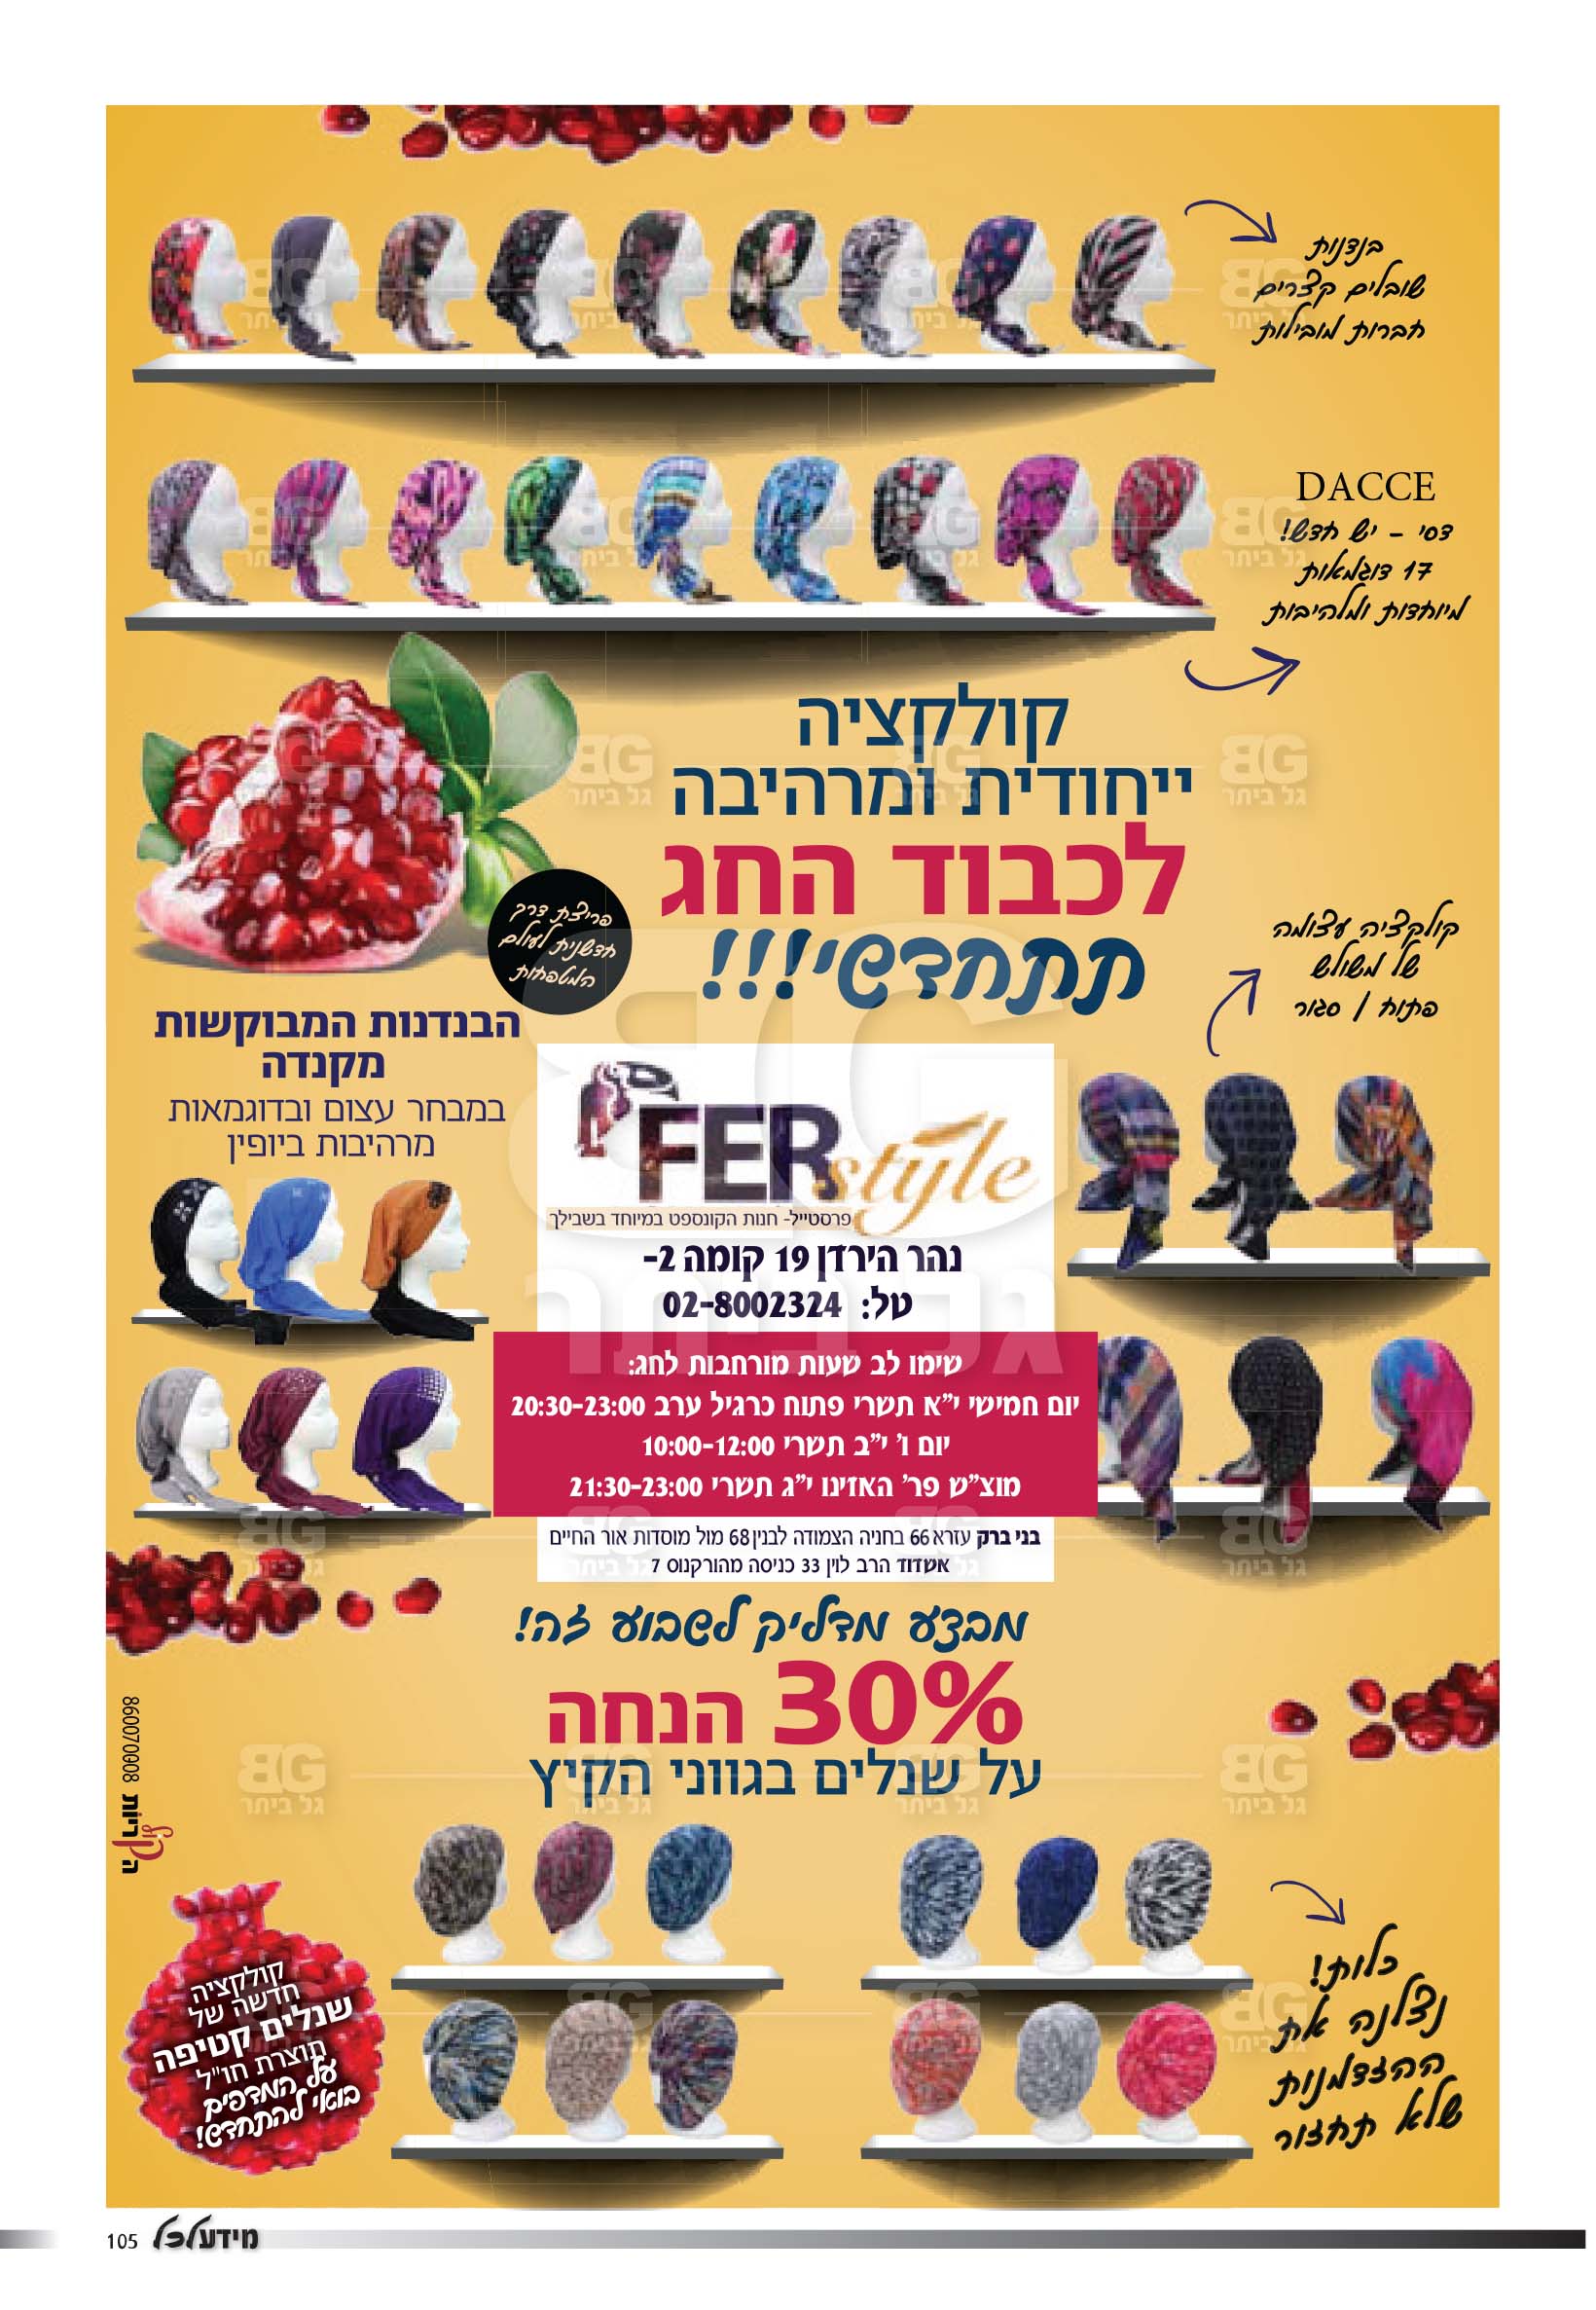 בנדנות
שובלים קצרים
חברות מובילות
DACCE
דסי - יש חדש!
17 דוגמאות
מיוחדות ומלהיבות
קולקציה
ייחודית ומרהיבה
לכבוד החג
תתחדשי!!!
פריצת דרך
חדשנית לעולם
המטפחות
קולקציה עצומה
של משולש
פתוח / סגור
הבנדנות המבוקשות
מקנדה
במבחר עצום ובדוגמאות
מרהיבות ביופין
FER style
פרסטייל- חנות הקונספט במיוחד בשבילך
נהר הירדן 19 קומה 2-
טל: 02-8002324
שימו לב שעות מורחבות לחג:
יום חמישי י"א תשרי פתוח כרגיל ערב 20:30-23:00
יום ו' י"ב תשרי 10:00-12:00
מוצ"ש פר' האזינו י"ג תשרי 21:30-23:00
בני ברק עזרא 66 בחניה הצמודה לבנין 68 מול מוסדות אור החיים
אשדוד הרב לוין 33 כניסה מהורקנוס 7
מבצע מדליק לשבוע זה!
30% הנחה
על שנלים בגווני הקיץ
הקריות 8600070008
קולקציה
חדשה של
שנלים קטיפה
תוצרת חו"ל
על המדפים
בואי להתחדש!
כלות!
נצלנה את
ההזדמנות
שלא תחזור
105 מידע לכל
BG
גל ביתר